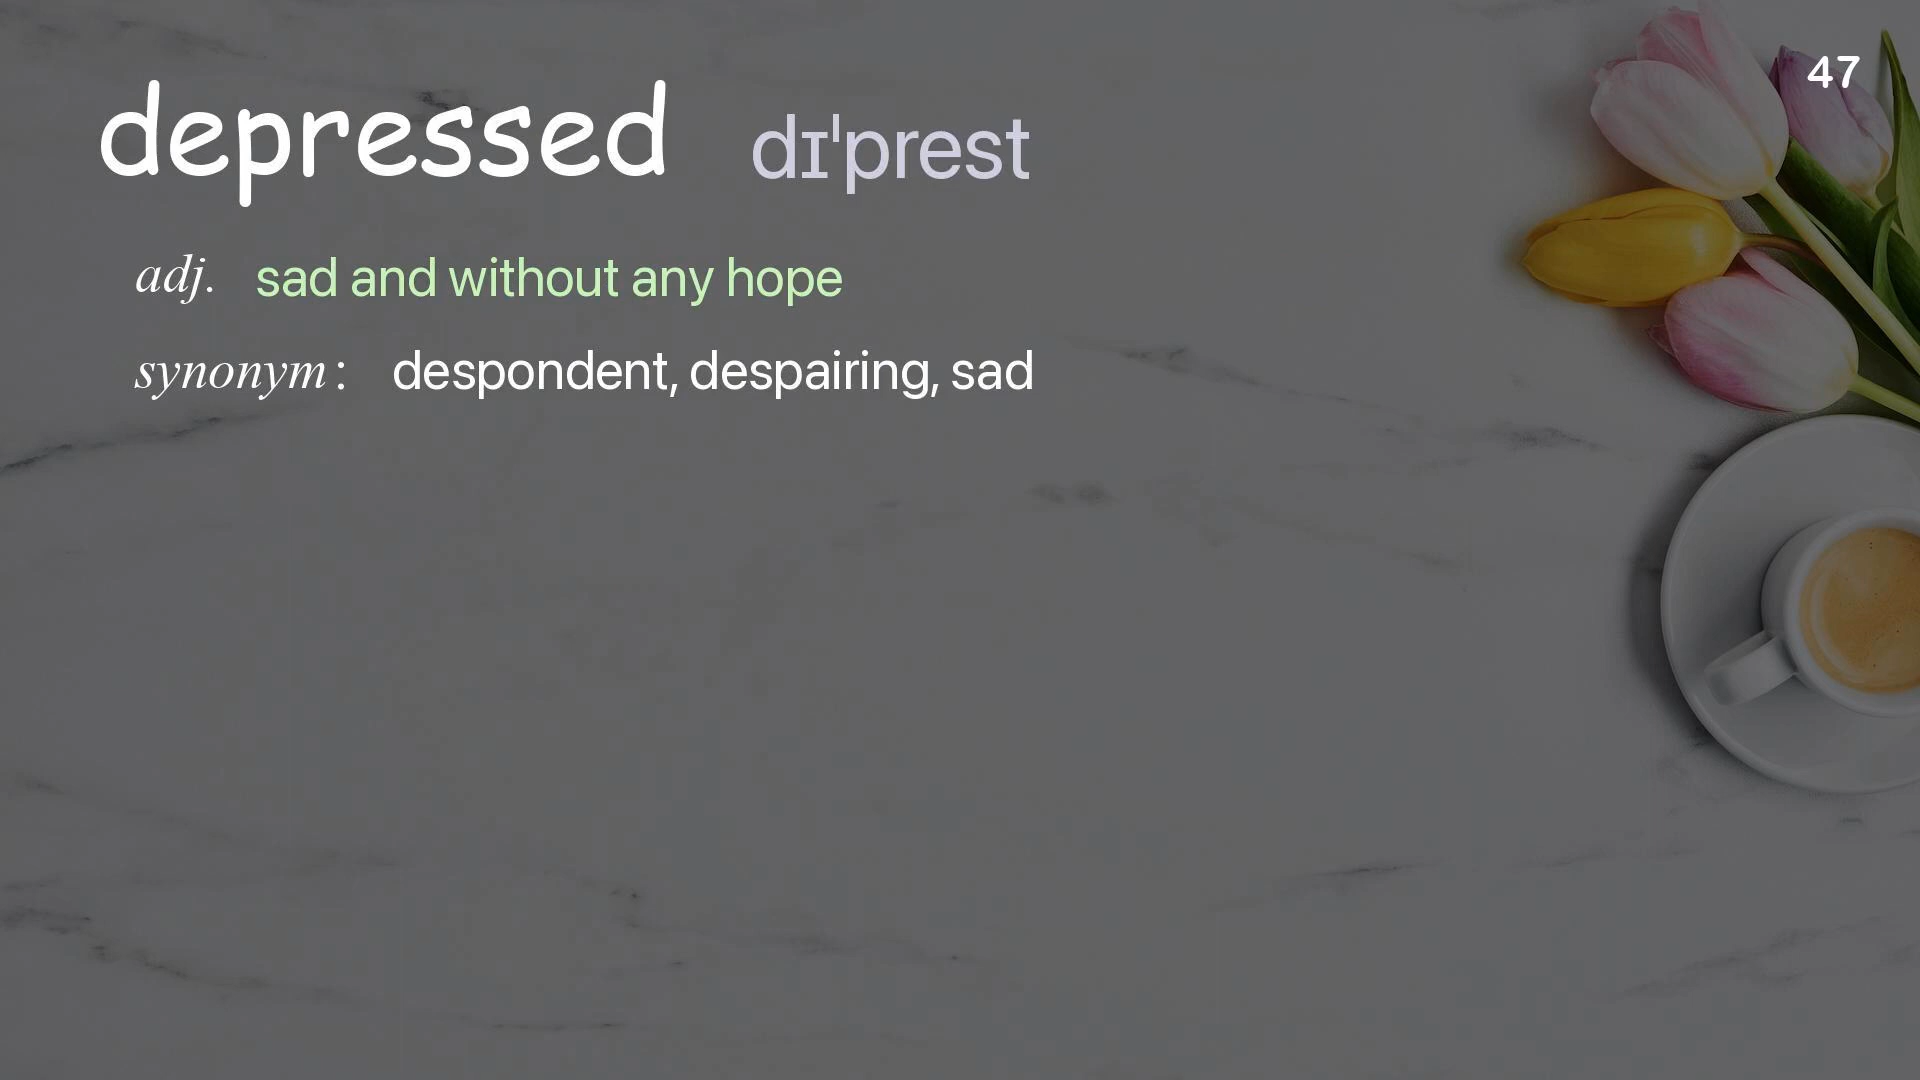 47
depressed dɪ'prest
adj. sad and without any hope
synonym: despondent, despairing, sad